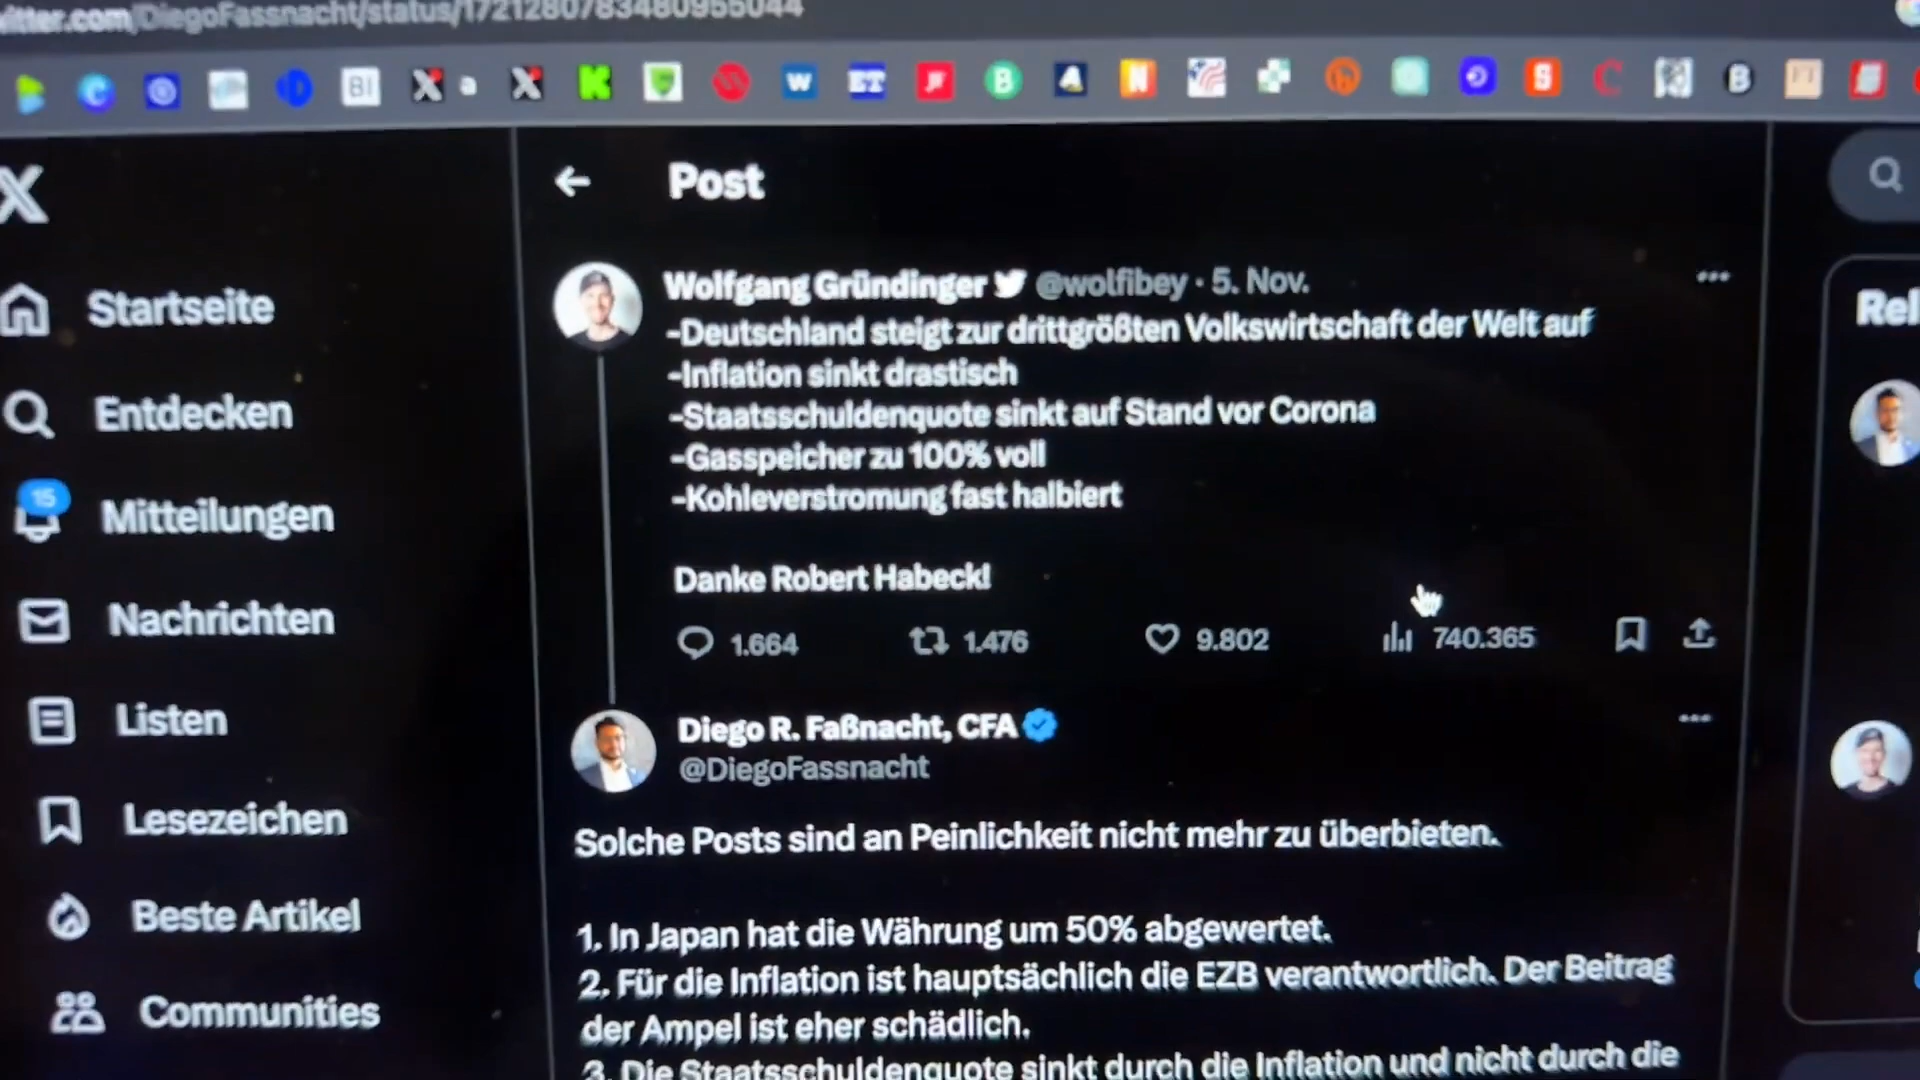 itter.com/DiegoFassnacht/status/1721280783480955044
BI
a
W
ET
B
A
N
S
C
B
FT
Post
Wolfgang Gründinger @wolfibey · 5. Nov.
-Deutschland steigt zur drittgrößten Volkswirtschaft der Welt auf
-Inflation sinkt drastisch
-Staatsschuldenquote sinkt auf Stand vor Corona
-Gasspeicher zu 100% voll
-Kohleverstromung fast halbiert
Danke Robert Habeck!
1.664 1.476 9.802 740.365
Diego R. Faßnacht, CFA
@DiegoFassnacht
Solche Posts sind an Peinlichkeit nicht mehr zu überbieten.
1. In Japan hat die Währung um 50% abgewertet.
2. Für die Inflation ist hauptsächlich die EZB verantwortlich. Der Beitrag
der Ampel ist eher schädlich.
3. Die Staatsschuldenquote sinkt durch die Inflation und nicht durch die
X
Startseite
Entdecken
15
Mitteilungen
Nachrichten
Listen
Lesezeichen
Beste Artikel
Communities
Rel